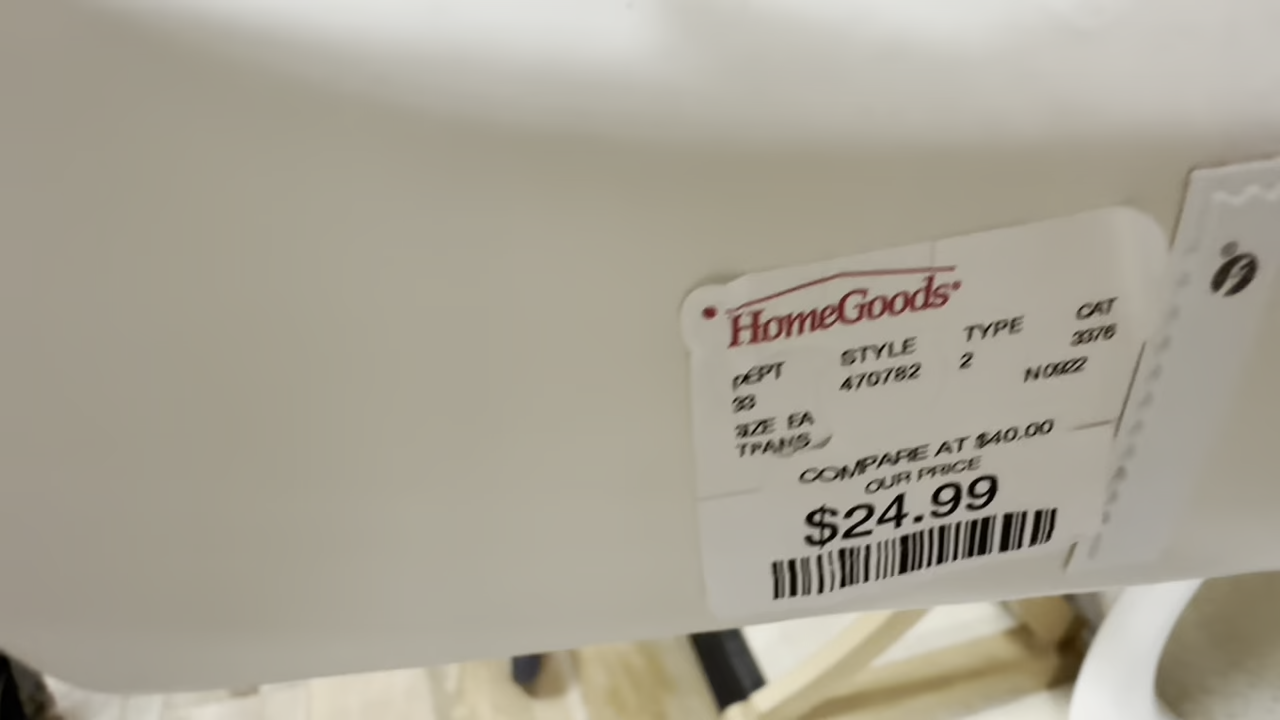 HomeGoods
DEPT STYLE TYPE CAT
33 470782 2 3376
N0922
SIZE EA
TRANS
COMPARE AT $40.00
OUR PRICE
$24.99